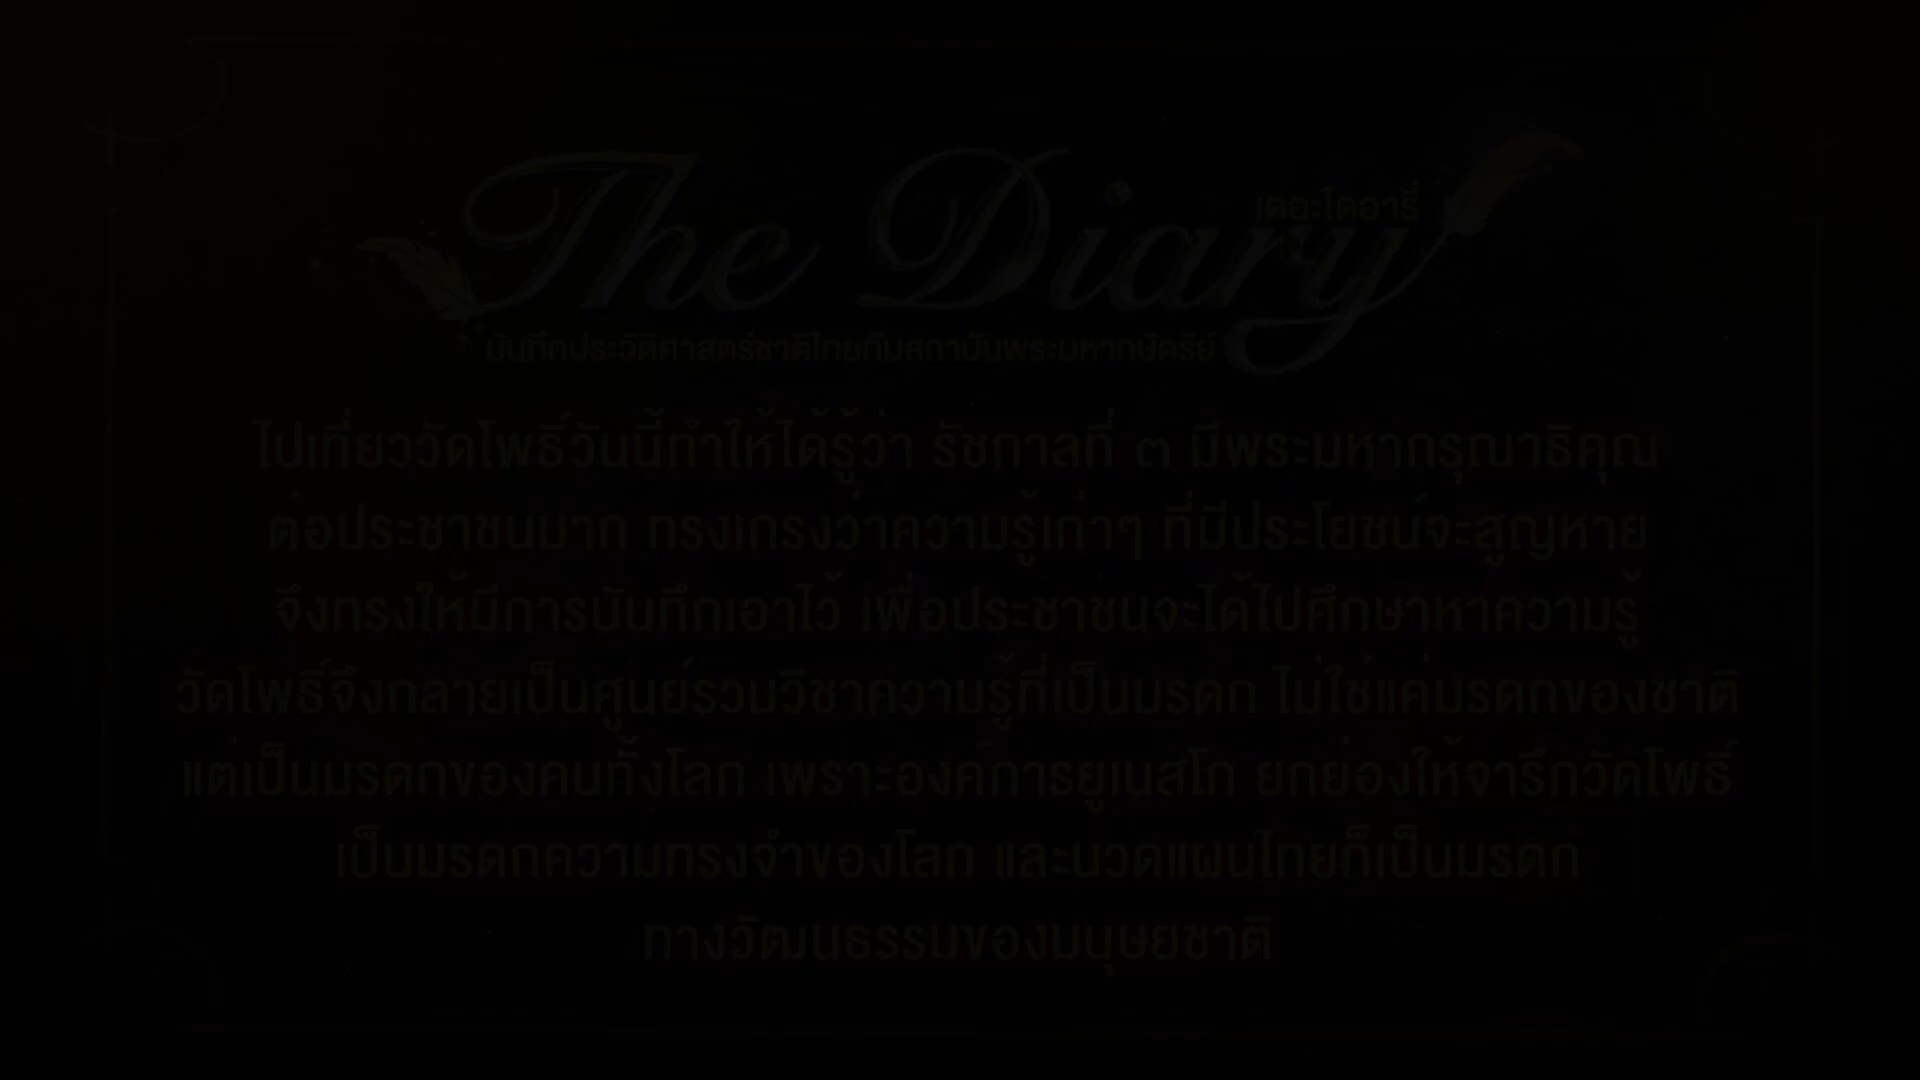 The Diary
เดอะไดอารี่
บันทึกประวัติศาสตร์ชาติไทยกับสถาบันพระมหากษัตริย์
ไปเที่ยววัดโพธิ์วันนี้ทำให้ได้รู้ว่า รัชกาลที่ ๓ มีพระมหากรุณาธิคุณ
ต่อประชาชนมาก ทรงเกรงว่าความรู้เก่าๆ ที่มีประโยชน์จะสูญหาย
จึงทรงให้มีการบันทึกเอาไว้ เพื่อประชาชนจะได้ไปศึกษาหาความรู้
วัดโพธิ์จึงกลายเป็นศูนย์รวมวิชาความรู้ที่เป็นมรดก ไม่ใช่แค่มรดกของชาติ
แต่เป็นมรดกของคนทั้งโลก เพราะองค์การยูเนสโก ยกย่องให้จารึกวัดโพธิ์
เป็นมรดกความทรงจำของโลก และนวดแผนไทยก็เป็นมรดก
ทางวัฒนธรรมของมนุษยชาติ